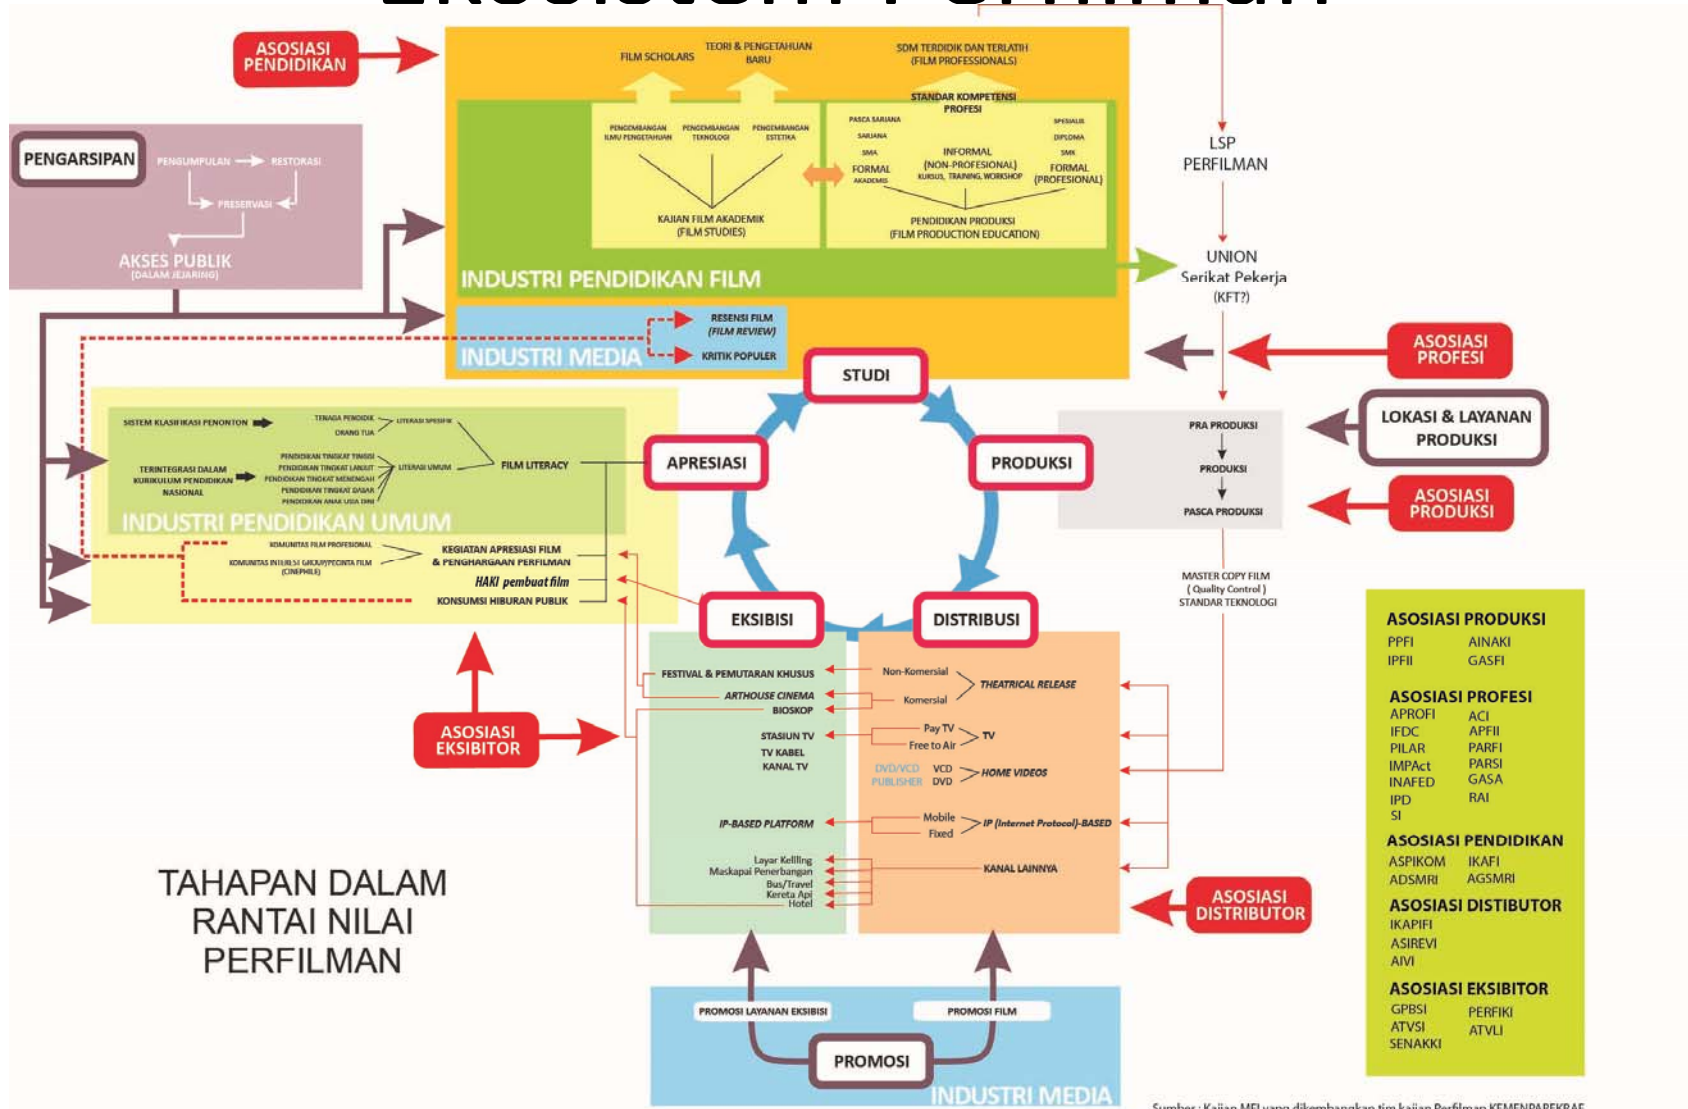 Ekosistem Perfilman
ASOSIASI
PENDIDIKAN
FILM SCHOLARS
TEORI & PENGETAHUAN
BARU
SDM TERDIDIK DAN TERLATIH
(FILM PROFESSIONALS)
STANDAR KOMPETENSI
PROFESI
PENGEMBANGAN
ILMU PENGETAHUAN
PENGEMBANGAN
TEKNOLOGI
PENGEMBANGAN
ESTETIKA
PASCA SARJANA
SARJANA
SMA
FORMAL
AKADEMIS
INFORMAL
(NON-PROFESIONAL)
KURSUS, TRAINING, WORKSHOP
SPESIALIS
DIPLOMA
SMK
FORMAL
(PROFESIONAL)
KAJIAN FILM AKADEMIK
(FILM STUDIES)
PENDIDIKAN PRODUKSI
(FILM PRODUCTION EDUCATION)
INDUSTRI PENDIDIKAN FILM
RESENSI FILM
(FILM REVIEW)
KRITIK POPULER
INDUSTRI MEDIA
PENGARSIPAN
PENGUMPULAN
RESTORASI
PRESERVASI
AKSES PUBLIK
(DALAM JEJARING)
LSP
PERFILMAN
UNION
Serikat Pekerja
(KFT?)
ASOSIASI
PROFESI
LOKASI & LAYANAN
PRODUKSI
ASOSIASI
PRODUKSI
PRA PRODUKSI
PRODUKSI
PASCA PRODUKSI
MASTER COPY FILM
( Quality Control )
STANDAR TEKNOLOGI
STUDI
PRODUKSI
DISTRIBUSI
EKSIBISI
APRESIASI
SISTEM KLASIFIKASI PENONTON
TENAGA PENDIDIK
ORANG TUA
LITERASI SPESIFIK
TERINTEGRASI DALAM
KURIKULUM PENDIDIKAN
NASIONAL
PENDIDIKAN TINGKAT TINGGI
PENDIDIKAN TINGKAT LANJUT
PENDIDIKAN TINGKAT MENENGAH
PENDIDIKAN TINGKAT DASAR
PENDIDIKAN ANAK USIA DINI
LITERASI UMUM
FILM LITERACY
INDUSTRI PENDIDIKAN UMUM
KOMUNITAS FILM PROFESIONAL
KOMUNITAS INTEREST GROUP/PECINTA FILM
(CINEPHILE)
KEGIATAN APRESIASI FILM
& PENGHARGAAN PERFILMAN
HAKI pembuat film
KONSUMSI HIBURAN PUBLIK
ASOSIASI
EKSIBITOR
FESTIVAL & PEMUTARAN KHUSUS
ARTHOUSE CINEMA
BIOSKOP
STASIUN TV
TV KABEL
KANAL TV
IP-BASED PLATFORM
Layar Keliling
Maskapai Penerbangan
Bus/Travel
Kereta Api
Hotel
Non-Komersial
Komersial
THEATRICAL RELEASE
Pay TV
Free to Air
TV
DVD/VCD
PUBLISHER
VCD
DVD
HOME VIDEOS
Mobile
Fixed
IP (Internet Protocol)-BASED
KANAL LAINNYA
ASOSIASI
DISTRIBUTOR
PROMOSI LAYANAN EKSIBISI
PROMOSI FILM
PROMOSI
INDUSTRI MEDIA
TAHAPAN DALAM
RANTAI NILAI
PERFILMAN
ASOSIASI PRODUKSI
PPFI AINAKI
IPFII GASFI
ASOSIASI PROFESI
APROFI ACI
IFDC APFII
PILAR PARFI
IMPAct PARSI
INAFED GASA
IPD RAI
SI
ASOSIASI PENDIDIKAN
ASPIKOM IKAFI
ADSMRI AGSMRI
ASOSIASI DISTIBUTOR
IKAPIFI
ASIREVI
AIVI
ASOSIASI EKSIBITOR
GPBSI PERFIKI
ATVSI ATVLI
SENAKKI
Sumber : Kajian MEI yang dikembangkan tim kajian Perfilman KEMENPAREKRAF